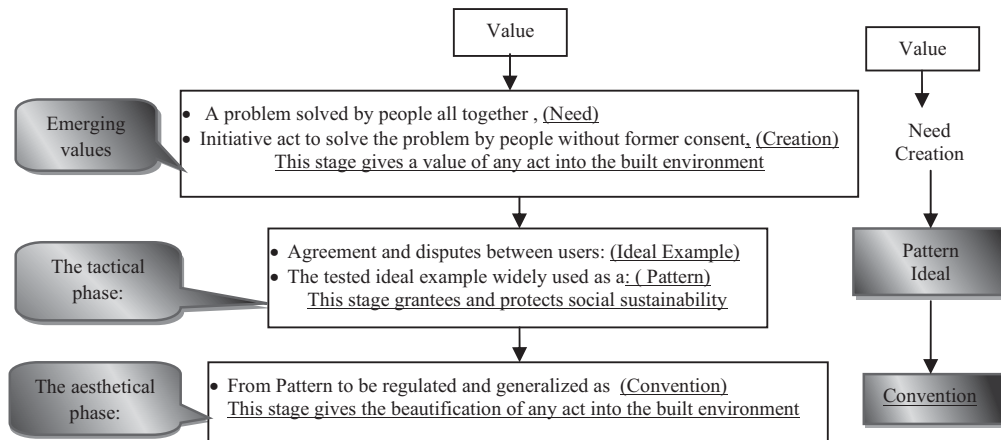 Value
Emerging
values
• A problem solved by people all together , (Need)
• Initiative act to solve the problem by people without former consent, (Creation)
This stage gives a value of any act into the built environment
The tactical
phase:
• Agreement and disputes between users: (Ideal Example)
• The tested ideal example widely used as a: ( Pattern)
This stage grantees and protects social sustainability
The aesthetical
phase:
• From Pattern to be regulated and generalized as (Convention)
This stage gives the beautification of any act into the built environment
Value
Need
Creation
Pattern
Ideal
Convention